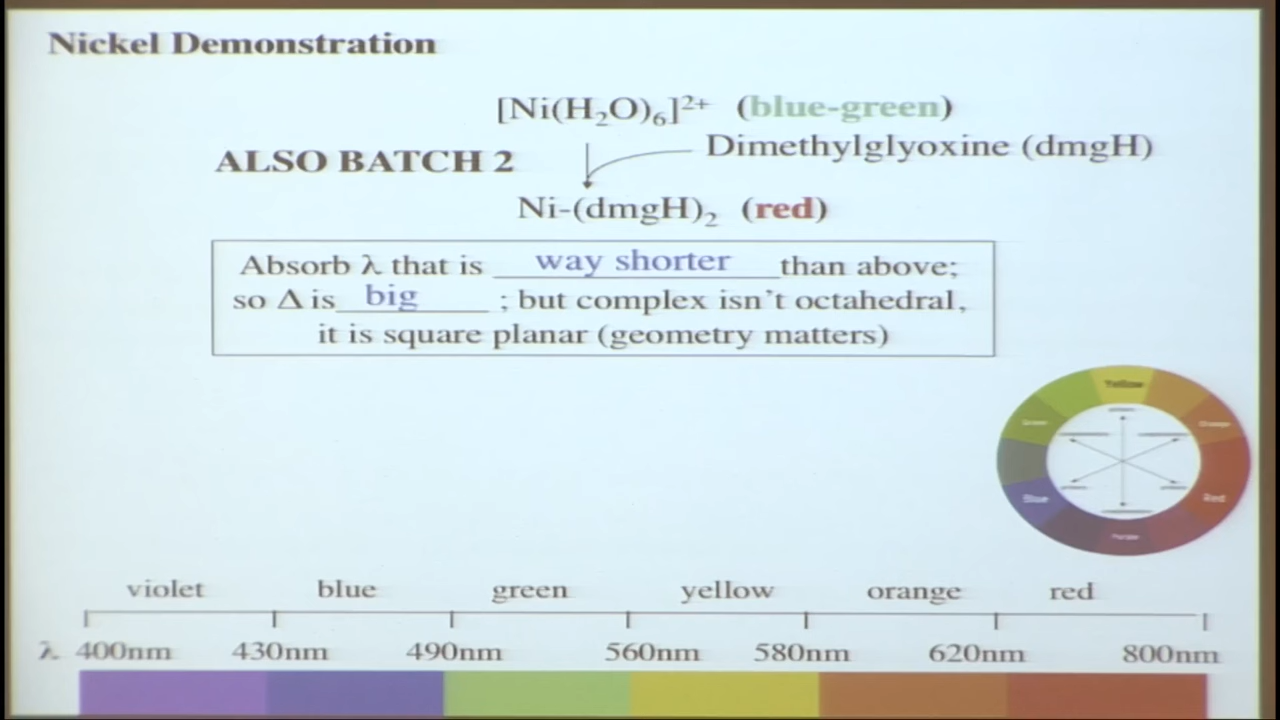 Nickel Demonstration
[Ni(H₂O)₆]²⁺ (blue-green)
Dimethylglyoxine (dmgH)
ALSO BATCH 2
Ni-(dmgH)₂ (red)
Absorb λ that is way shorter than above;
so Δ is big ; but complex isn't octahedral,
it is square planar (geometry matters)
Yellow
Green
Orange
Blue
Red
Purple
violet blue green yellow orange red
λ 400nm 430nm 490nm 560nm 580nm 620nm 800nm